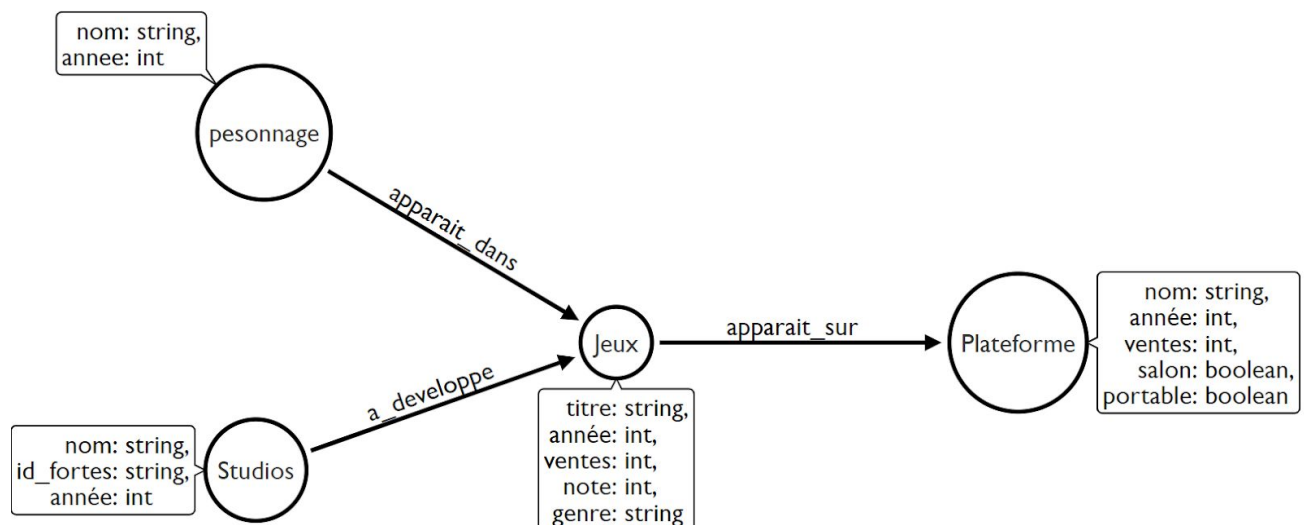 nom: string,
annee: int
pesonnage
apparait_dans
Jeux
apparait_sur
Plateforme
nom: string,
année: int,
ventes: int,
salon: boolean,
portable: boolean
a_developpe
titre: string,
année: int,
ventes: int,
note: int,
genre: string
nom: string,
id_fortes: string,
année: int
Studios